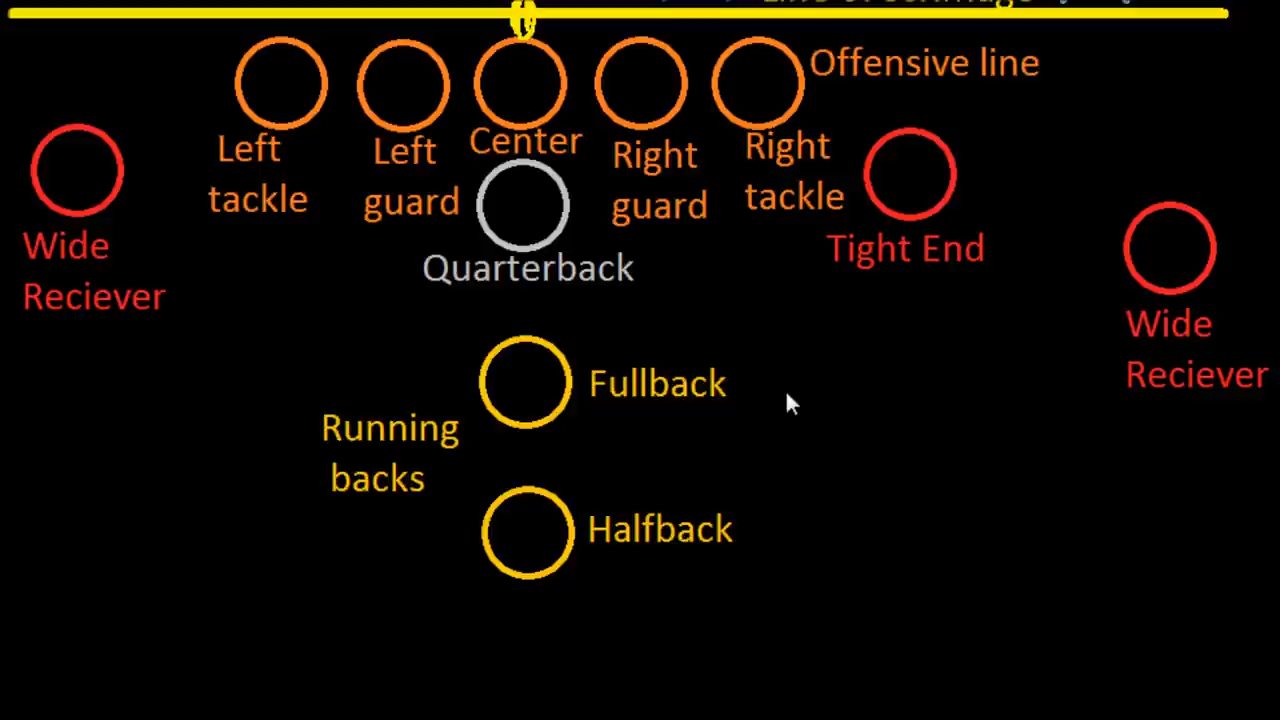 Offensive line
Left
tackle
Left
guard
Center
Right
guard
Right
tackle
Wide
Reciever
Quarterback
Tight End
Wide
Reciever
Fullback
Running
backs
Halfback